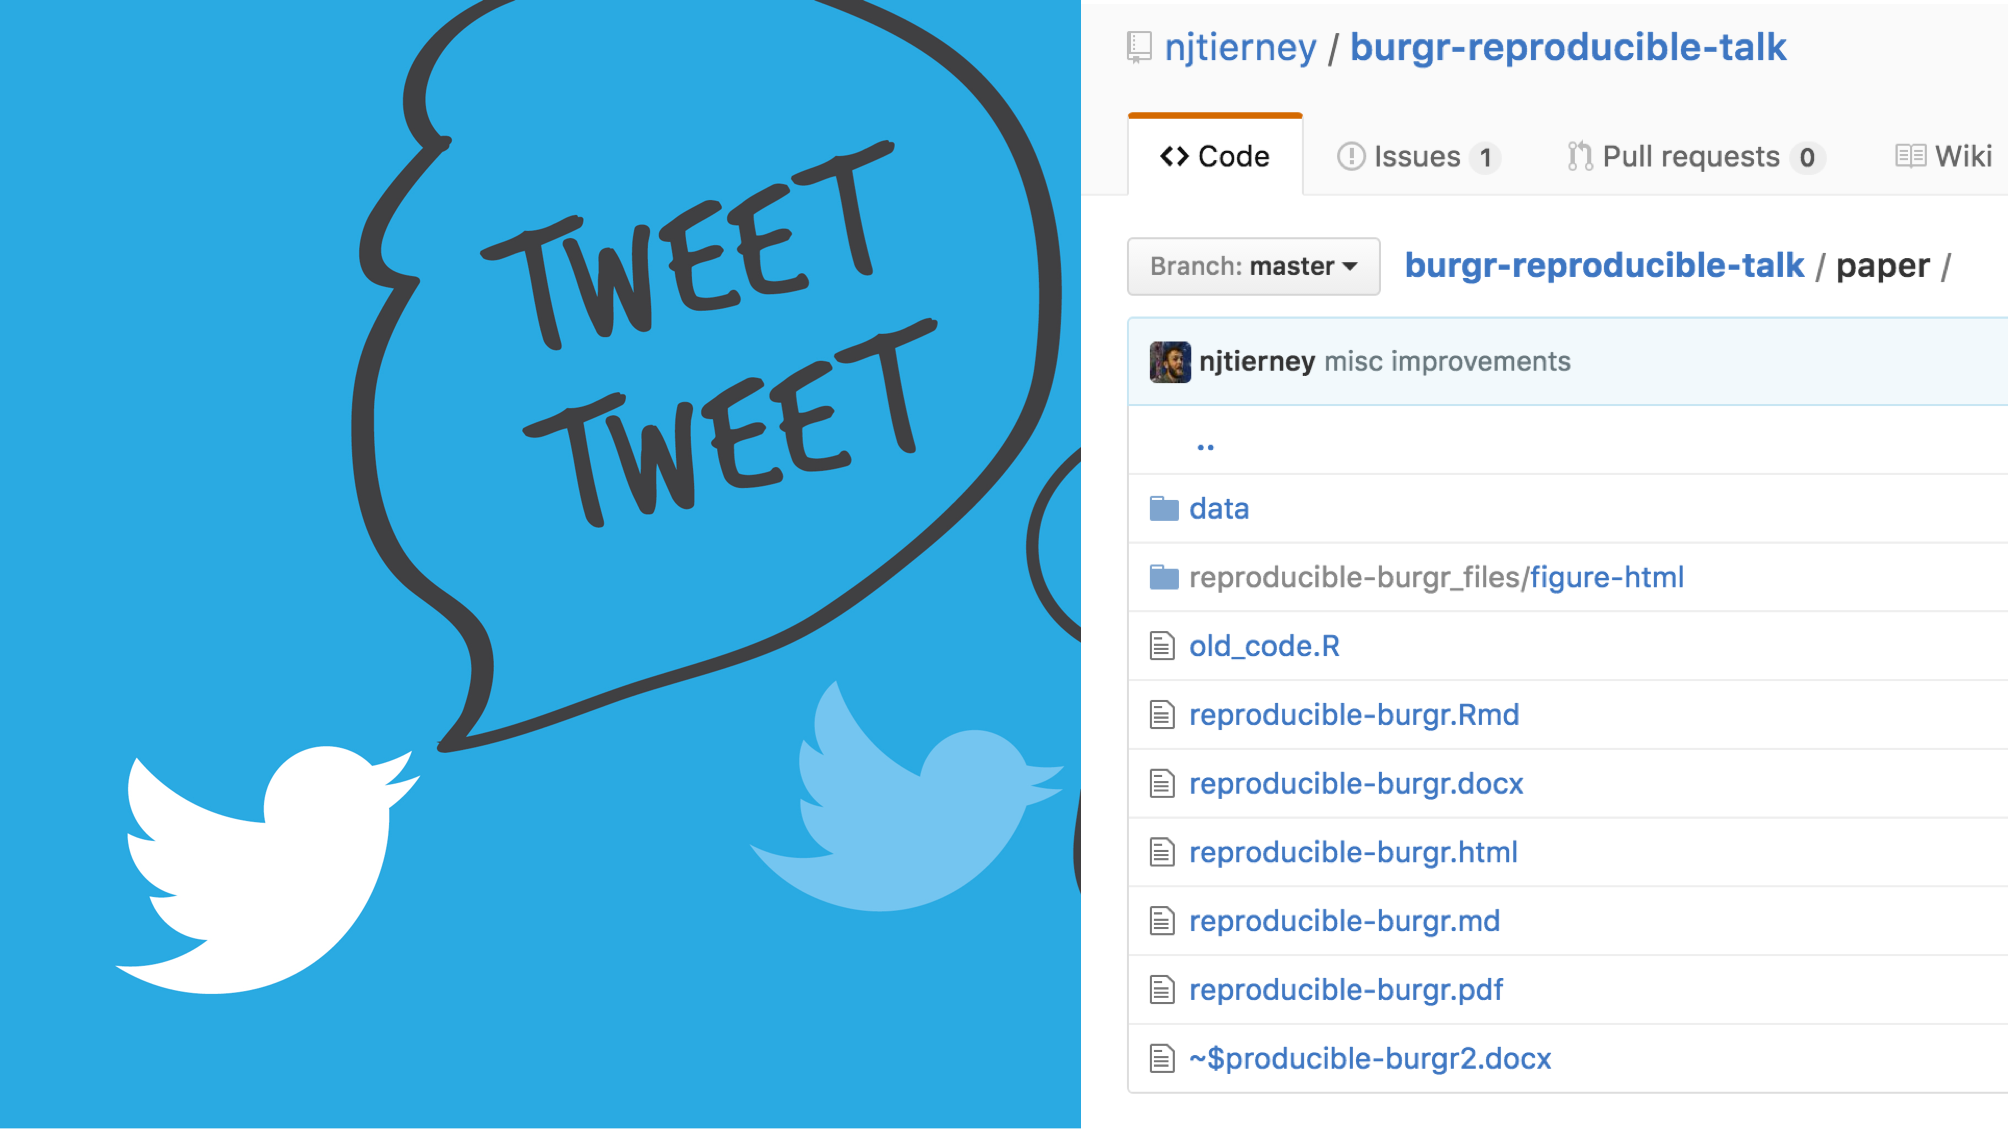 TWEET
TWEET
njtierney / burgr-reproducible-talk
Code
Issues 1
Pull requests 0
Wiki
Branch: master
burgr-reproducible-talk / paper /
njtierney misc improvements
..
data
reproducible-burgr_files/figure-html
old_code.R
reproducible-burgr.Rmd
reproducible-burgr.docx
reproducible-burgr.html
reproducible-burgr.md
reproducible-burgr.pdf
~$producible-burgr2.docx